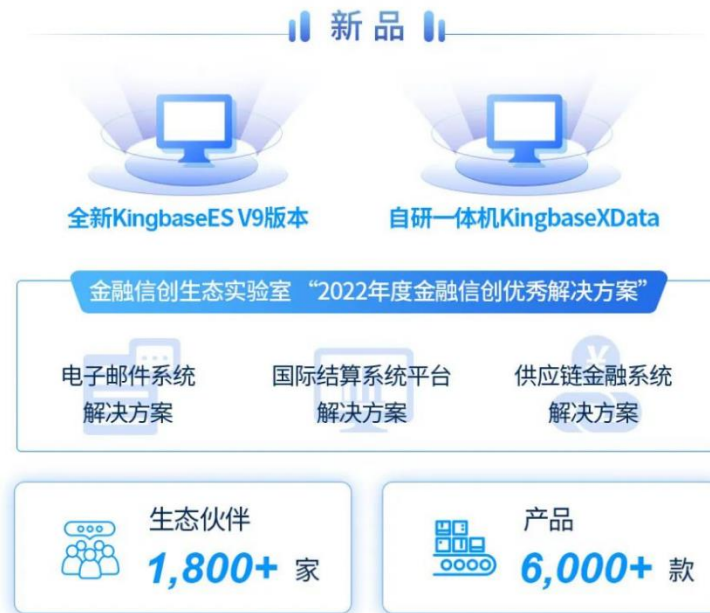 新品
全新KingbaseES V9版本
自研一体机KingbaseXData
金融信创生态实验室“2022年度金融信创优秀解决方案”
电子邮件系统
解决方案
国际结算系统平台
解决方案
供应链金融系统
解决方案
¥
生态伙伴
1,800+ 家
产品
6,000+ 款